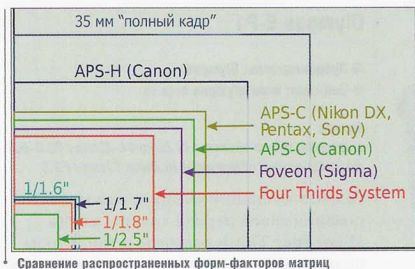 35 мм “полный кадр”
APS-H (Canon)
APS-C (Nikon DX,
Pentax, Sony)
APS-C (Canon)
Foveon (Sigma)
Four Thirds System
1/1.6"
1/1.7"
1/1.8"
1/2.5"
Сравнение распространенных форм-факторов матриц